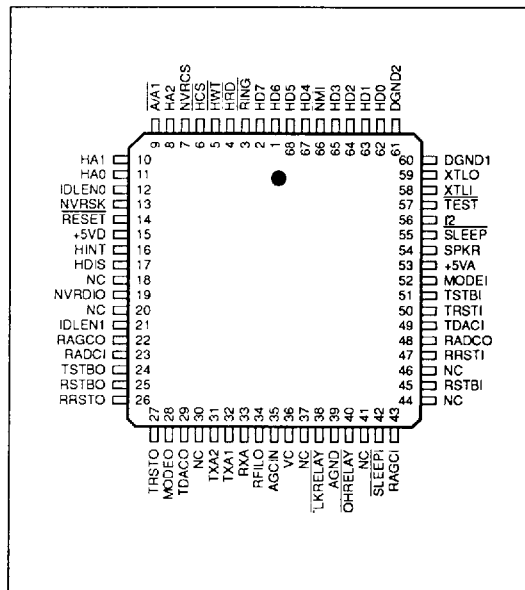 A/A1 HA2 NVRCS HCS HWT HRD RING HD7 HD6 HD5 HD4 NMI HD3 HD2 HD1 HD0 DGND2
9 8 7 6 5 4 3 2 1 68 67 66 65 64 63 62 61
HA1 10
HA0 11
IDLEN0 12
NVRSK 13
RESET 14
+5VD 15
HINT 16
HDIS 17
NC 18
NVRDIO 19
NC 20
IDLEN1 21
RAGCO 22
RADCI 23
TSTBO 24
RSTBO 25
RRSTO 26
60 DGND1
59 XTLO
58 XTLI
57 TEST
56
55 SLEEP
54 SPKR
53 +5VA
52 MODEI
51 TSTBI
50 TRSTI
49 TDACI
48 RADCO
47 RRSTI
46 NC
45 RSTBI
44 NC
27 28 29 30 31 32 33 34 35 36 37 38 39 40 41 42 43
TRSTO MODEO TDACO NC TXA2 TXA1 RXA RFILO AGCIN VC NC 'LKRELAY AGND OHRELAY NC SLEEPI RAGCI